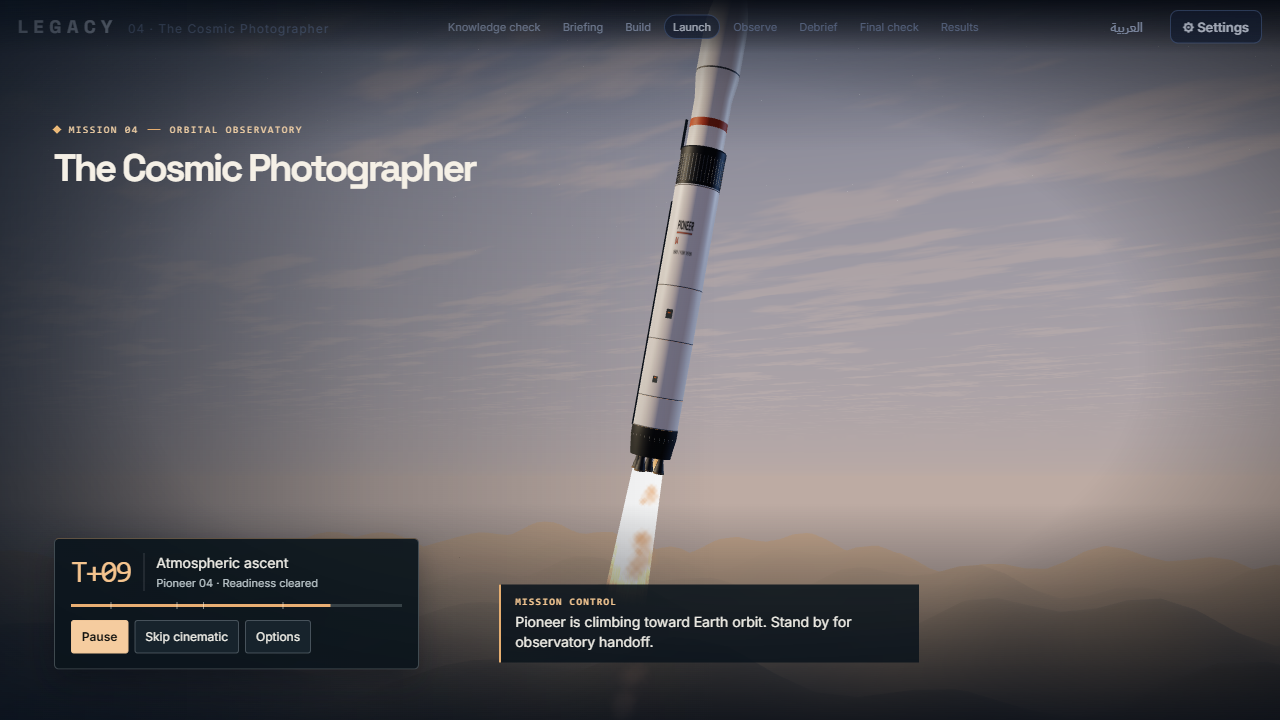 LEGACY 04 · The Cosmic Photographer
Knowledge check Briefing Build Launch Observe Debrief Final check Results
العربية
⚙ Settings
◆ MISSION 04 — ORBITAL OBSERVATORY
The Cosmic Photographer
PIONEER
T+09
Atmospheric ascent
Pioneer 04 · Readiness cleared
Pause Skip cinematic Options
MISSION CONTROL
Pioneer is climbing toward Earth orbit. Stand by for
observatory handoff.